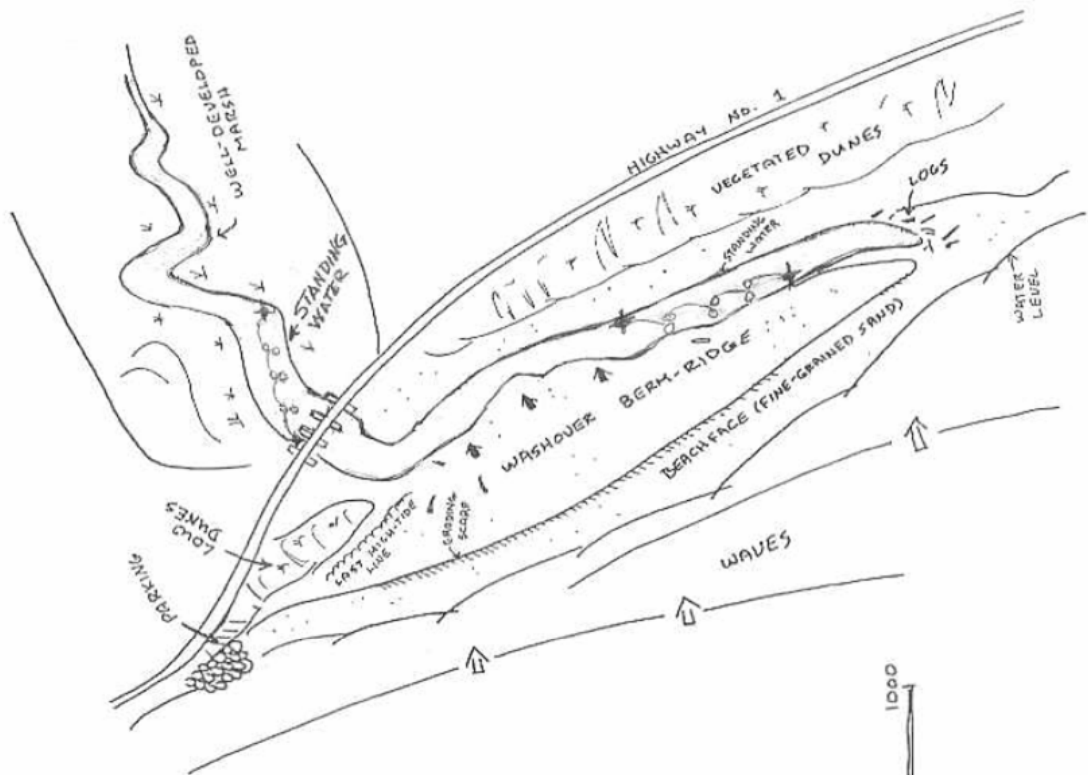 WELL-DEVELOPED
MARSH
STANDING
WATER
HIGHWAY NO. 1
VEGETATED
DUNES
LOGS
STANDING
WATER
WATER
LEVEL
WASHOVER BERM-RIDGE
BEACHFACE (FINE-GRAINED SAND)
ERODING
SCARP
LAST HIGH-TIDE
LINE
LOW
DUNES
PARKING
WAVES
1000